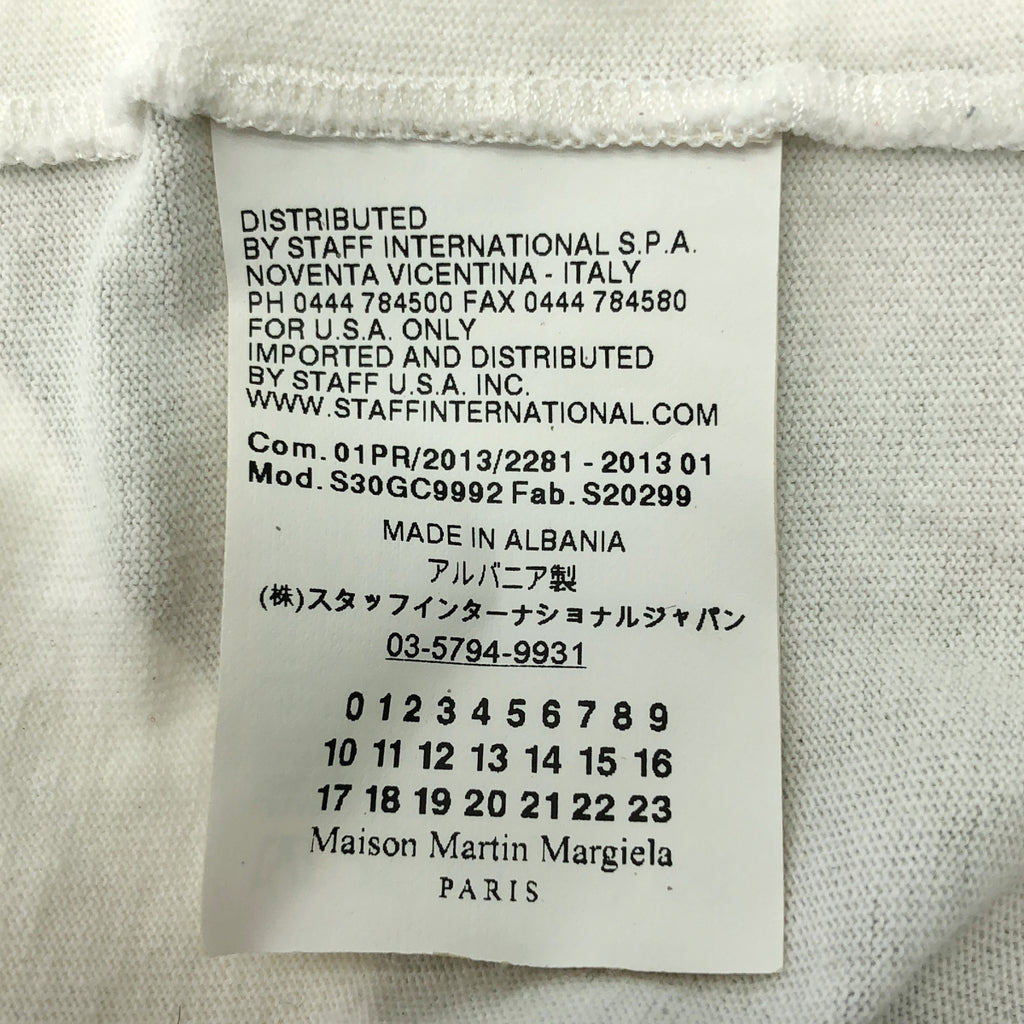 DISTRIBUTED
BY STAFF INTERNATIONAL S.P.A.
NOVENTA VICENTINA - ITALY
PH 0444 784500 FAX 0444 784580
FOR U.S.A. ONLY
IMPORTED AND DISTRIBUTED
BY STAFF U.S.A. INC.
WWW.STAFFINTERNATIONAL.COM
Com. 01PR/2013/2281 - 2013 01
Mod. S30GC9992 Fab. S20299
MADE IN ALBANIA
アルバニア製
(株)スタッフインターナショナルジャパン
03-5794-9931
0 1 2 3 4 5 6 7 8 9
10 11 12 13 14 15 16
17 18 19 20 21 22 23
Maison Martin Margiela
PARIS